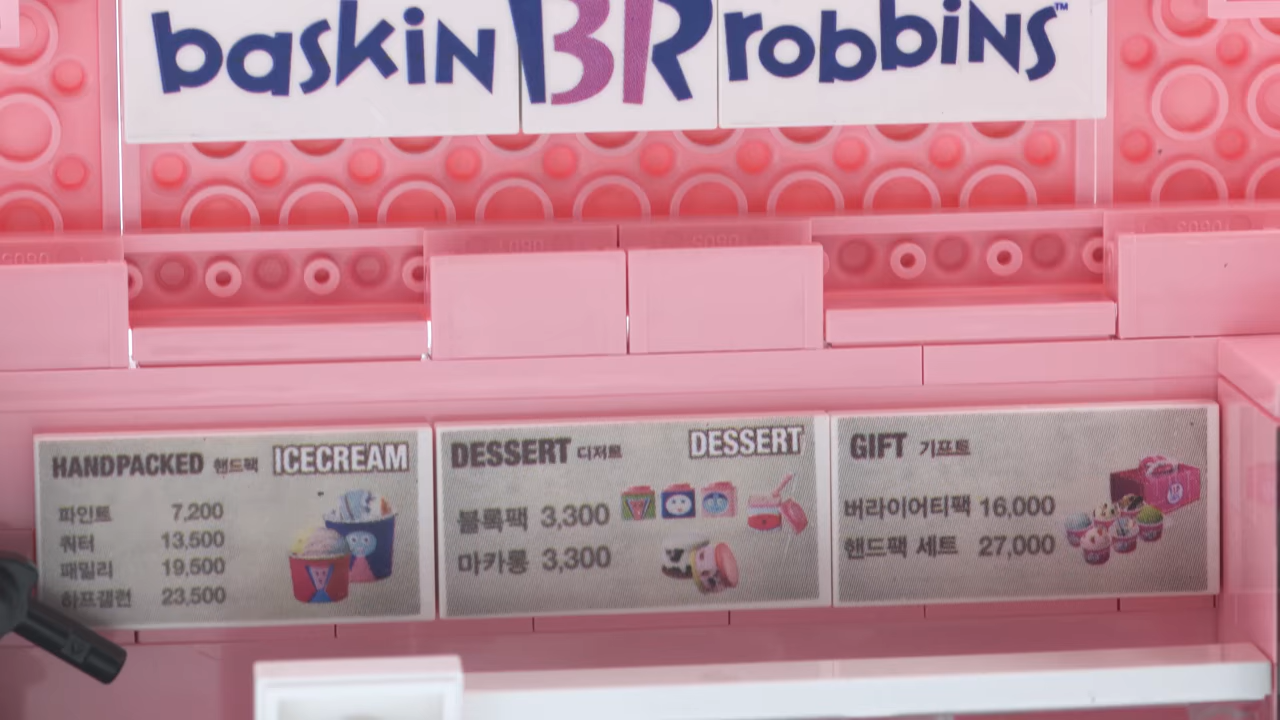 baskin BR robbins™
HANDPACKED 핸드팩 ICECREAM
파인트 7,200
쿼터 13,500
패밀리 19,500
하프갤런 23,500
DESSERT 디저트 DESSERT
블록팩 3,300
마카롱 3,300
GIFT 기프트
버라이어티팩 16,000
핸드팩 세트 27,000